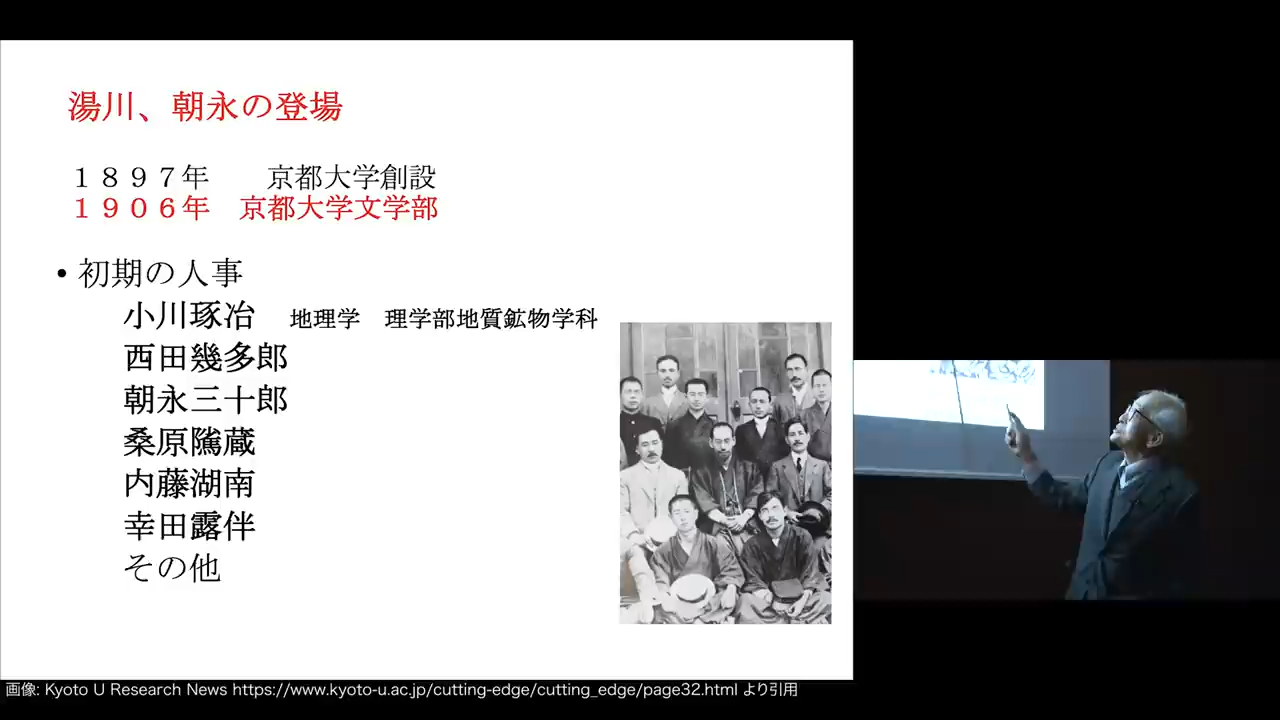 湯川、朝永の登場
１８９７年　　京都大学創設
１９０６年　京都大学文学部
• 初期の人事
小川琢冶　地理学　理学部地質鉱物学科
西田幾多郎
朝永三十郎
桑原隲蔵
内藤湖南
幸田露伴
その他
画像: Kyoto U Research News https://www.kyoto-u.ac.jp/cutting-edge/cutting_edge/page32.html より引用